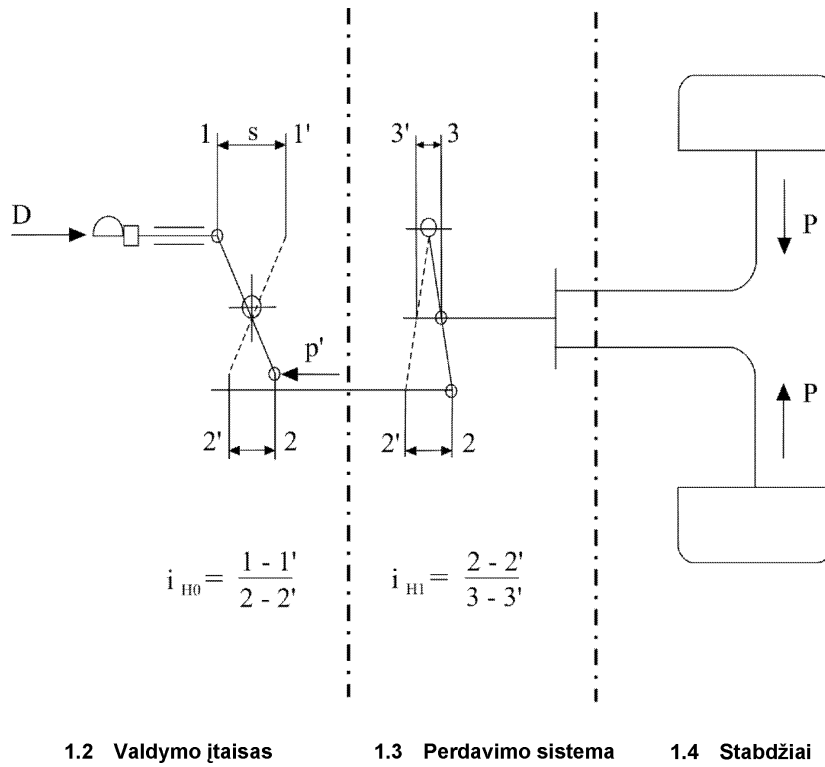 1 s 1' 3' 3
D
P
p'
P
2' 2 2' 2
i H0 = 1 - 1' / 2 - 2' i H1 = 2 - 2' / 3 - 3'
1.2 Valdymo įtaisas 1.3 Perdavimo sistema 1.4 Stabdžiai